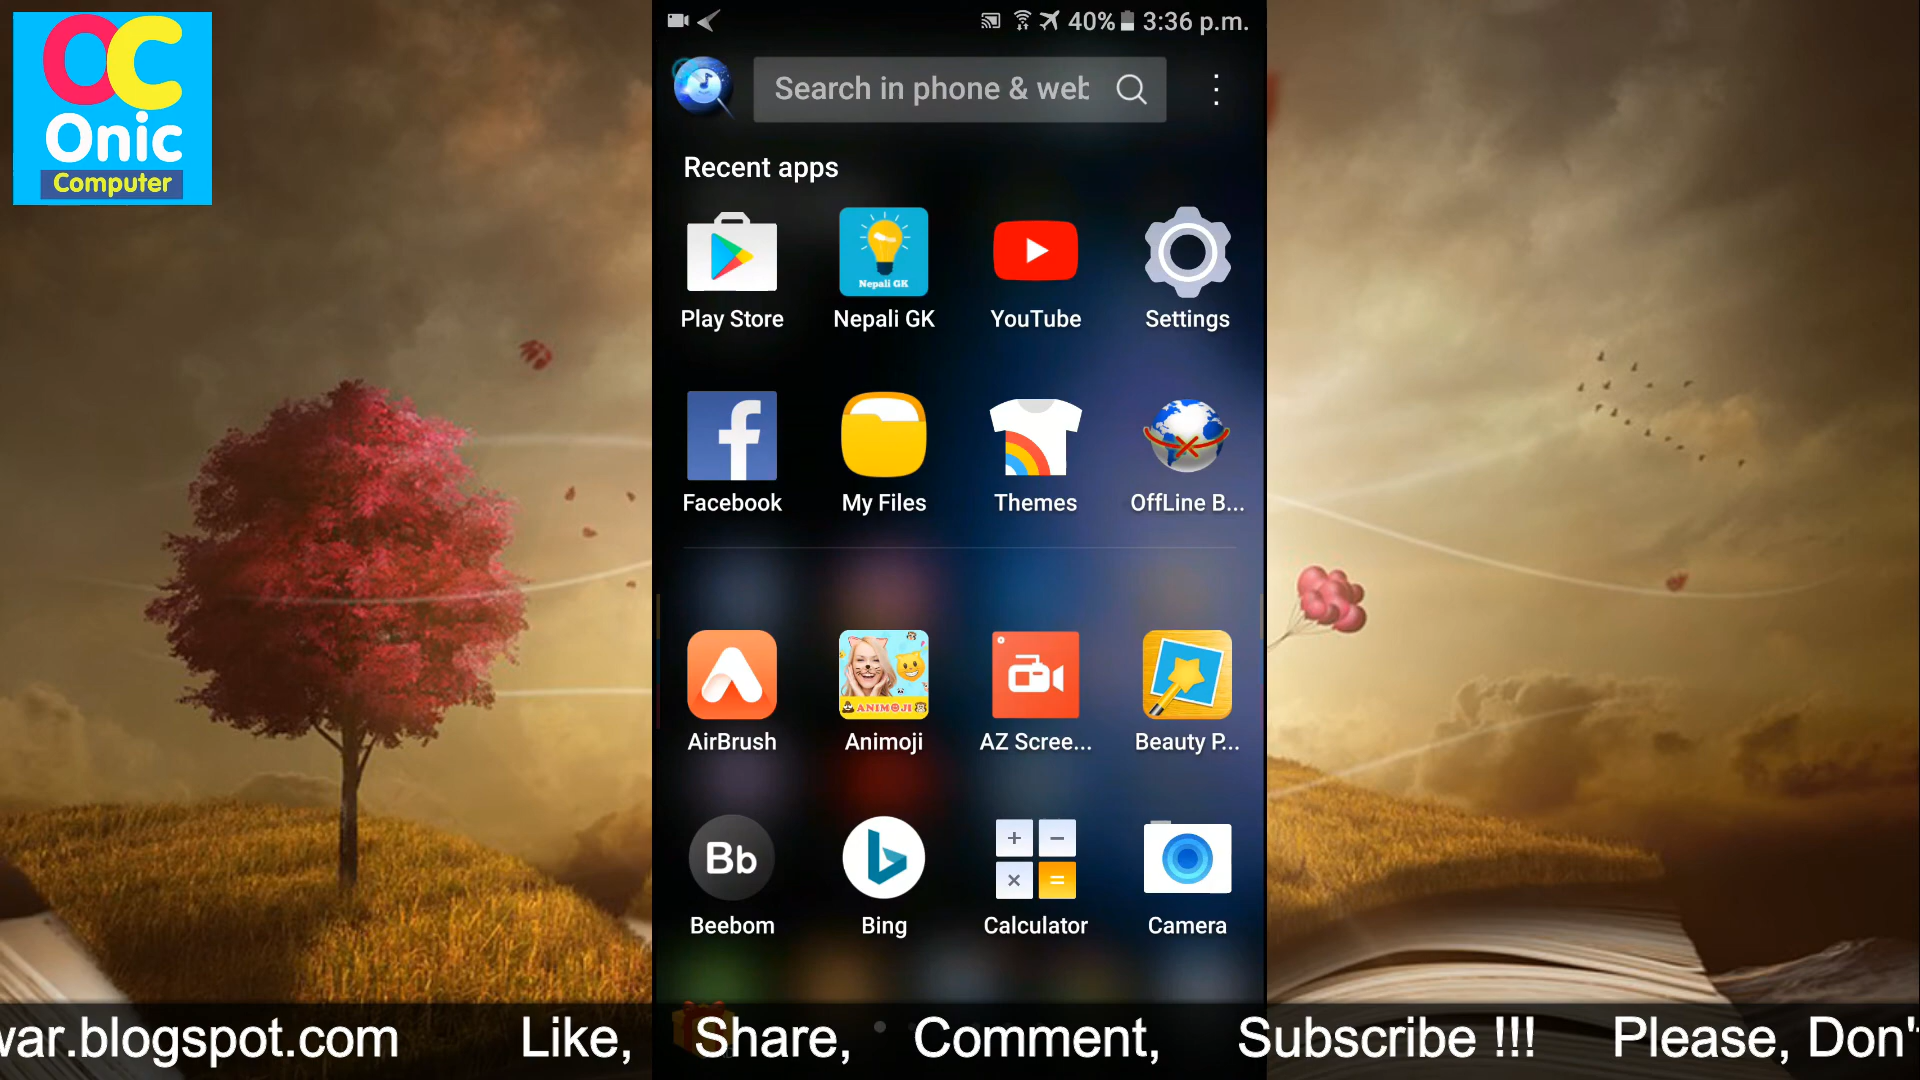 OC
Onic
Computer
40% 3:36 p.m.
Search in phone & web
Recent apps
Nepali GK
Play Store Nepali GK YouTube Settings
Facebook My Files Themes OffLine B...
ANIMOJI
AirBrush Animoji AZ Scree... Beauty P...
Bb
Beebom Bing Calculator Camera
war.blogspot.com Like, Share, Comment, Subscribe !!! Please, Don't